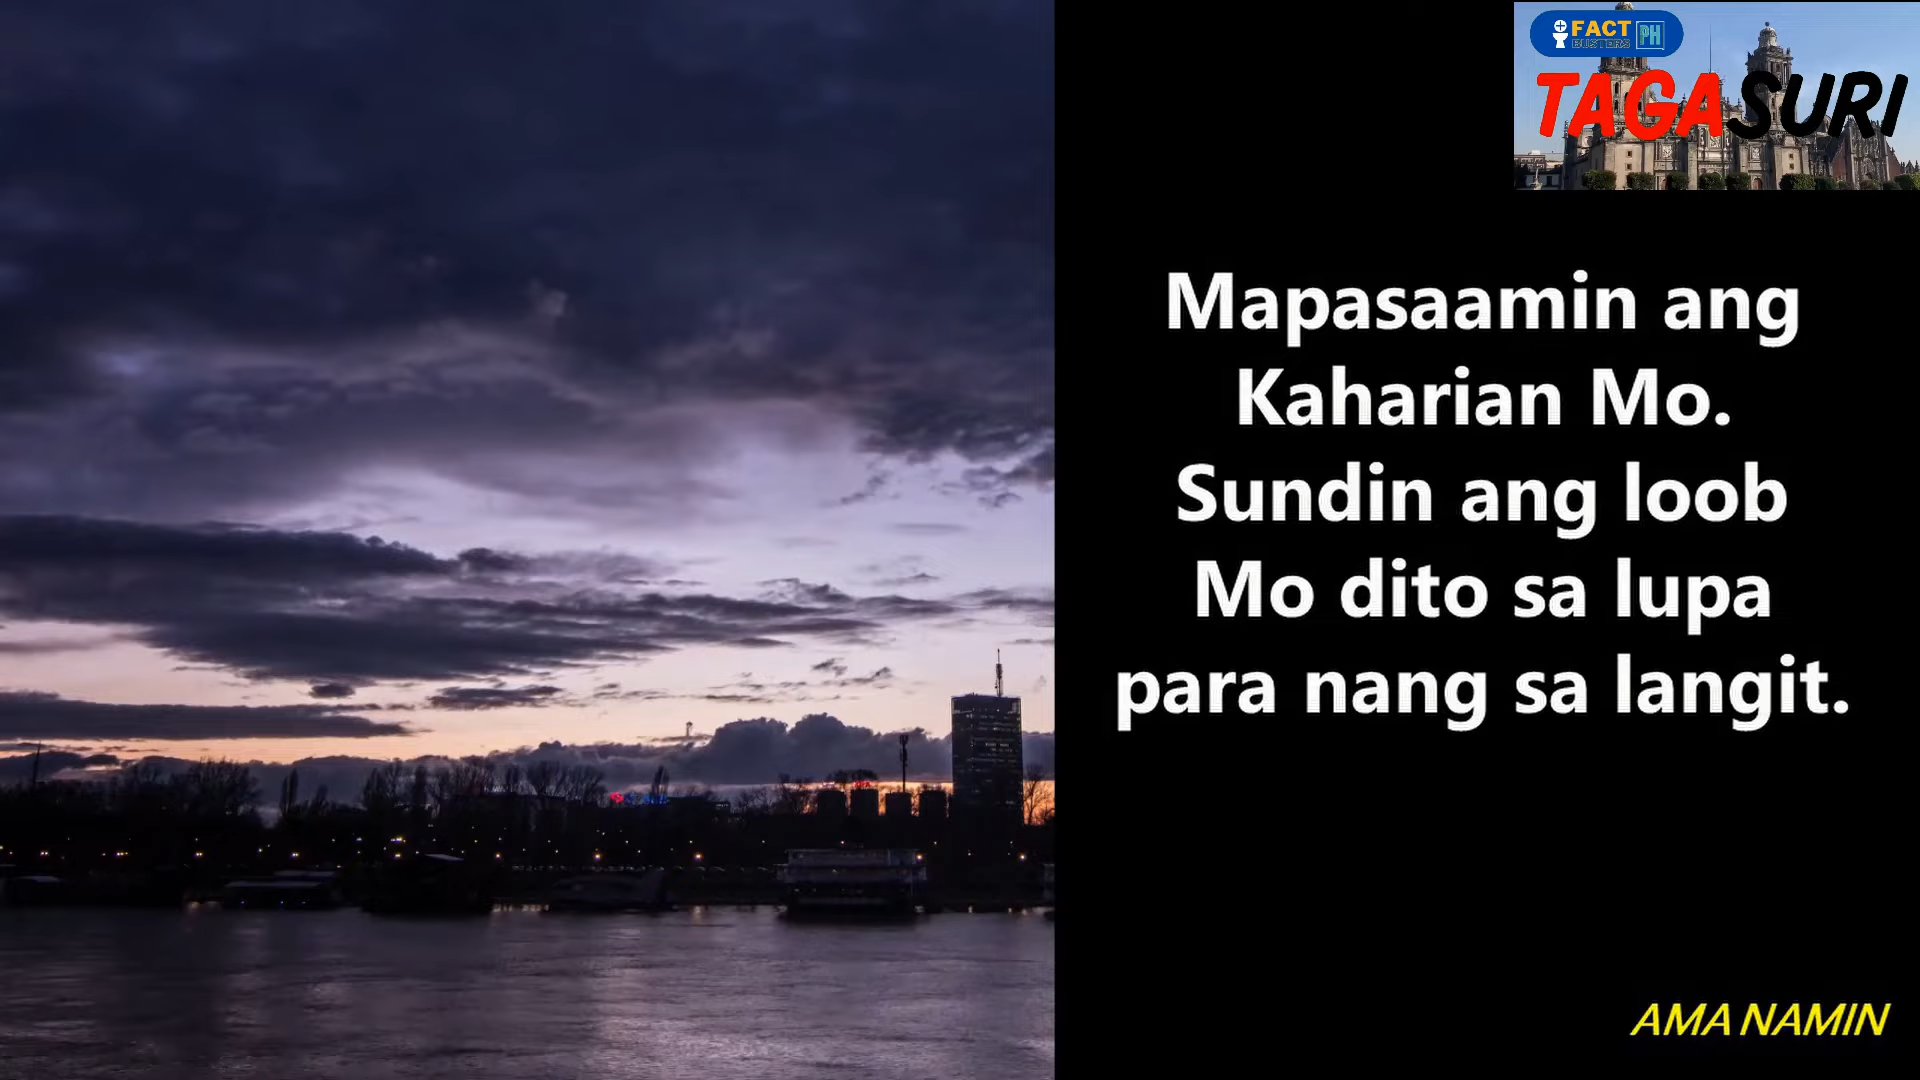 FACT
BUSTERS PH
TAGASURI
Mapasaamin ang
Kaharian Mo.
Sundin ang loob
Mo dito sa lupa
para nang sa langit.
AMA NAMIN